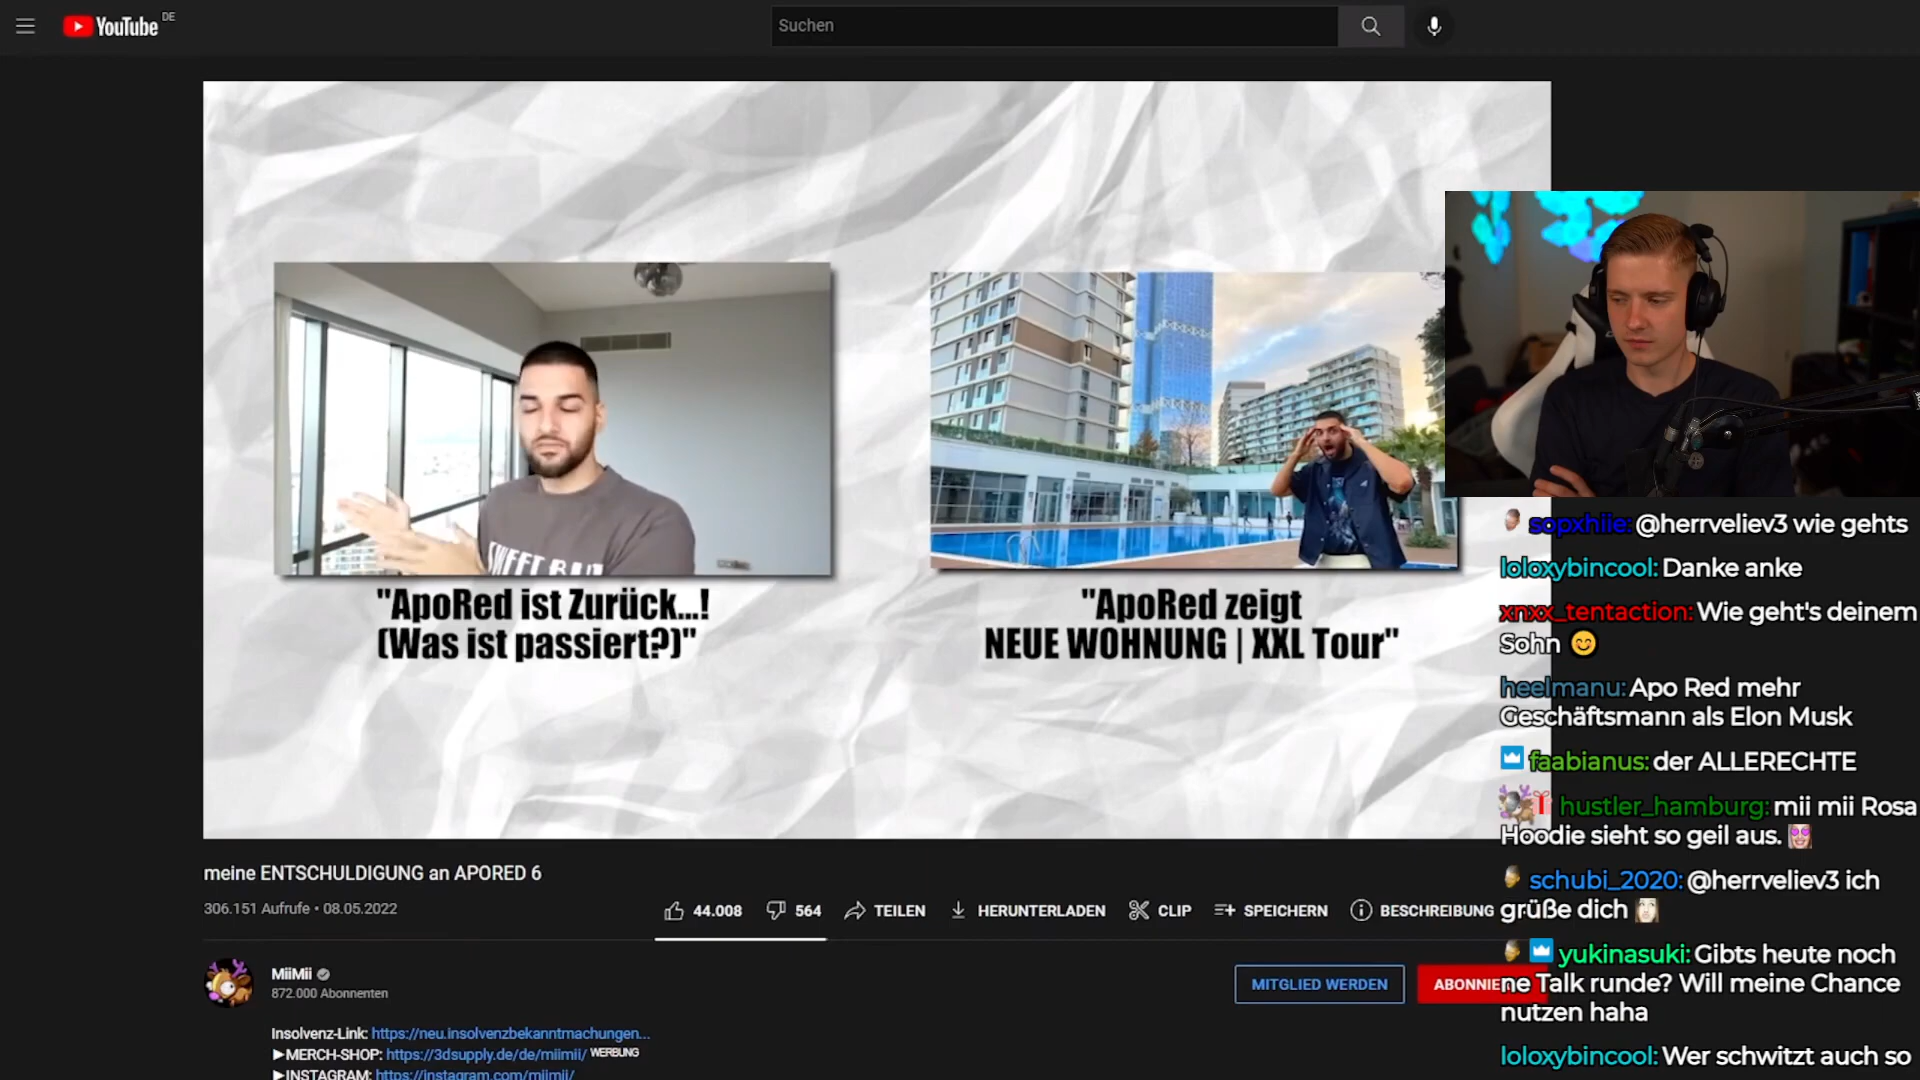 YouTube DE
Suchen
"ApoRed ist Zurück...!
(Was ist passiert?)"
"ApoRed zeigt
NEUE WOHNUNG | XXL Tour"
meine ENTSCHULDIGUNG an APORED 6
306.151 Aufrufe • 08.05.2022
44.008
564
TEILEN
HERUNTERLADEN
CLIP
SPEICHERN
BESCHREIBUNG
MiiMii
872.000 Abonnenten
MITGLIED WERDEN
Insolvenz-Link: https://neu.insolvenzbekanntmachungen...
▶MERCH-SHOP: https://3dsupply.de/de/miimii/ WERBUNG
▶INSTAGRAM: https://instagram.com/miimii/
sopxhiie: @herrveliev3 wie gehts
loloxybincool: Danke anke
xnxx_tentaction: Wie geht's deinem
Sohn 😊
heelmanu: Apo Red mehr
Geschäftsmann als Elon Musk
faabianus: der ALLERECHTE
hustler_hamburg: mii mii Rosa
Hoodie sieht so geil aus.
schubi_2020: @herrveliev3 ich
grüße dich
yukinasuki: Gibts heute noch
ne Talk runde? Will meine Chance
nutzen haha
loloxybincool: Wer schwitzt auch so